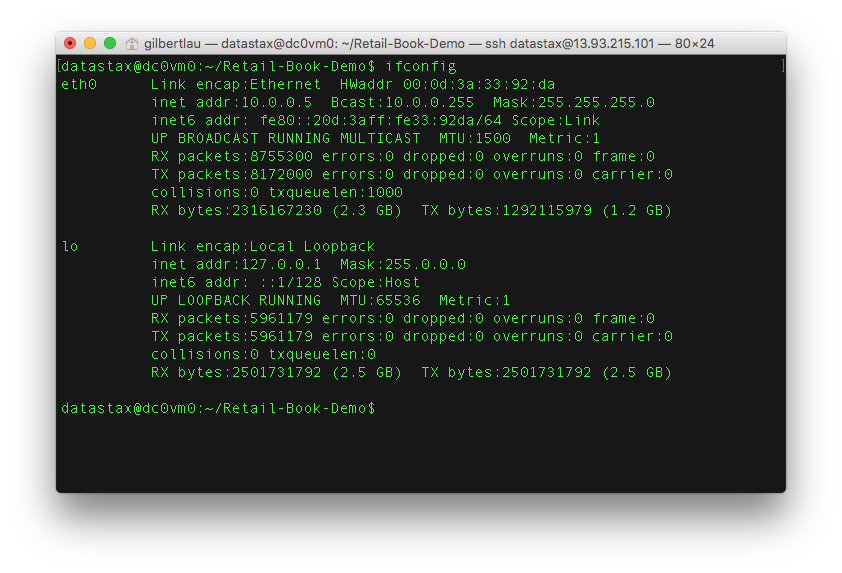 gilbertlau — datastax@dc0vm0: ~/Retail-Book-Demo — ssh datastax@13.93.215.101 — 80×24
[datastax@dc0vm0:~/Retail-Book-Demo$ ifconfig ]
eth0      Link encap:Ethernet  HWaddr 00:0d:3a:33:92:da
          inet addr:10.0.0.5  Bcast:10.0.0.255  Mask:255.255.255.0
          inet6 addr: fe80::20d:3aff:fe33:92da/64 Scope:Link
          UP BROADCAST RUNNING MULTICAST  MTU:1500  Metric:1
          RX packets:8755300 errors:0 dropped:0 overruns:0 frame:0
          TX packets:8172000 errors:0 dropped:0 overruns:0 carrier:0
          collisions:0 txqueuelen:1000
          RX bytes:2316167230 (2.3 GB)  TX bytes:1292115979 (1.2 GB)
lo        Link encap:Local Loopback
          inet addr:127.0.0.1  Mask:255.0.0.0
          inet6 addr: ::1/128 Scope:Host
          UP LOOPBACK RUNNING  MTU:65536  Metric:1
          RX packets:5961179 errors:0 dropped:0 overruns:0 frame:0
          TX packets:5961179 errors:0 dropped:0 overruns:0 carrier:0
          collisions:0 txqueuelen:0
          RX bytes:2501731792 (2.5 GB)  TX bytes:2501731792 (2.5 GB)
datastax@dc0vm0:~/Retail-Book-Demo$